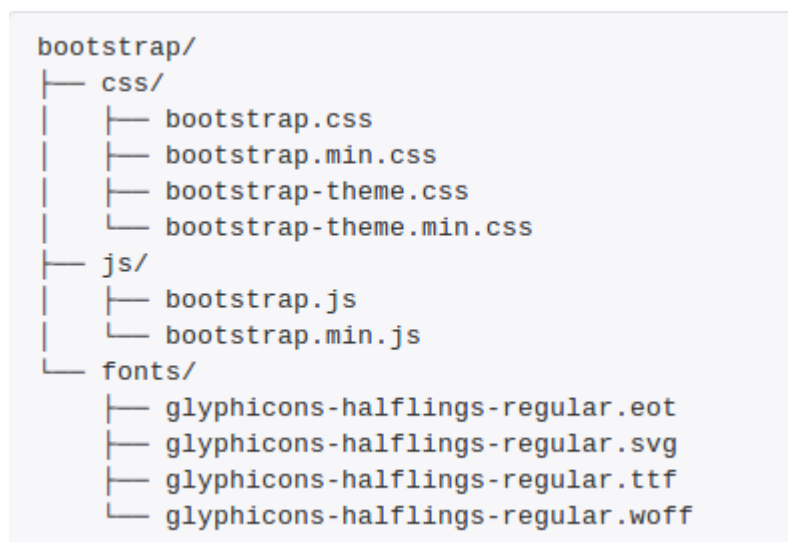 bootstrap/
├── css/
│   ├── bootstrap.css
│   ├── bootstrap.min.css
│   ├── bootstrap-theme.css
│   └── bootstrap-theme.min.css
├── js/
│   ├── bootstrap.js
│   └── bootstrap.min.js
└── fonts/
    ├── glyphicons-halflings-regular.eot
    ├── glyphicons-halflings-regular.svg
    ├── glyphicons-halflings-regular.ttf
    └── glyphicons-halflings-regular.woff